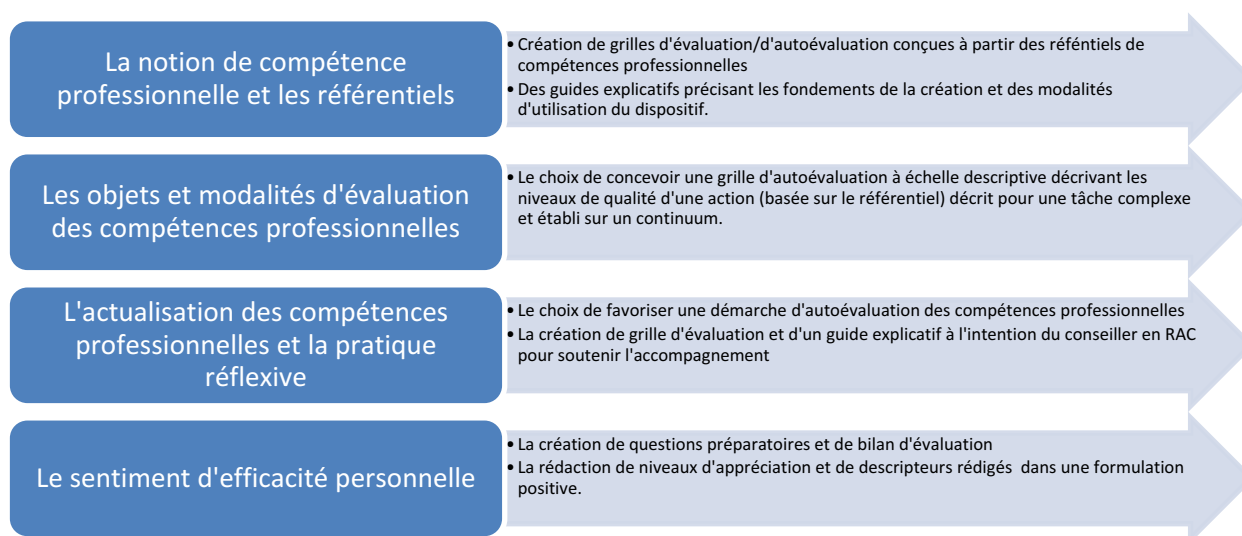 La notion de compétence
professionnelle et les référentiels
• Création de grilles d'évaluation/d'autoévaluation conçues à partir des réféntiels de
compétences professionnelles
• Des guides explicatifs précisant les fondements de la création et des modalités
d'utilisation du dispositif.
Les objets et modalités d'évaluation
des compétences professionnelles
• Le choix de concevoir une grille d'autoévaluation à échelle descriptive décrivant les
niveaux de qualité d'une action (basée sur le référentiel) décrit pour une tâche complexe
et établi sur un continuum.
L'actualisation des compétences
professionnelles et la pratique
réflexive
• Le choix de favoriser une démarche d'autoévaluation des compétences professionnelles
• La création de grille d'évaluation et d'un guide explicatif à l'intention du conseiller en RAC
pour soutenir l'accompagnement
Le sentiment d'efficacité personnelle
• La création de questions préparatoires et de bilan d'évaluation
• La rédaction de niveaux d'appréciation et de descripteurs rédigés dans une formulation
positive.